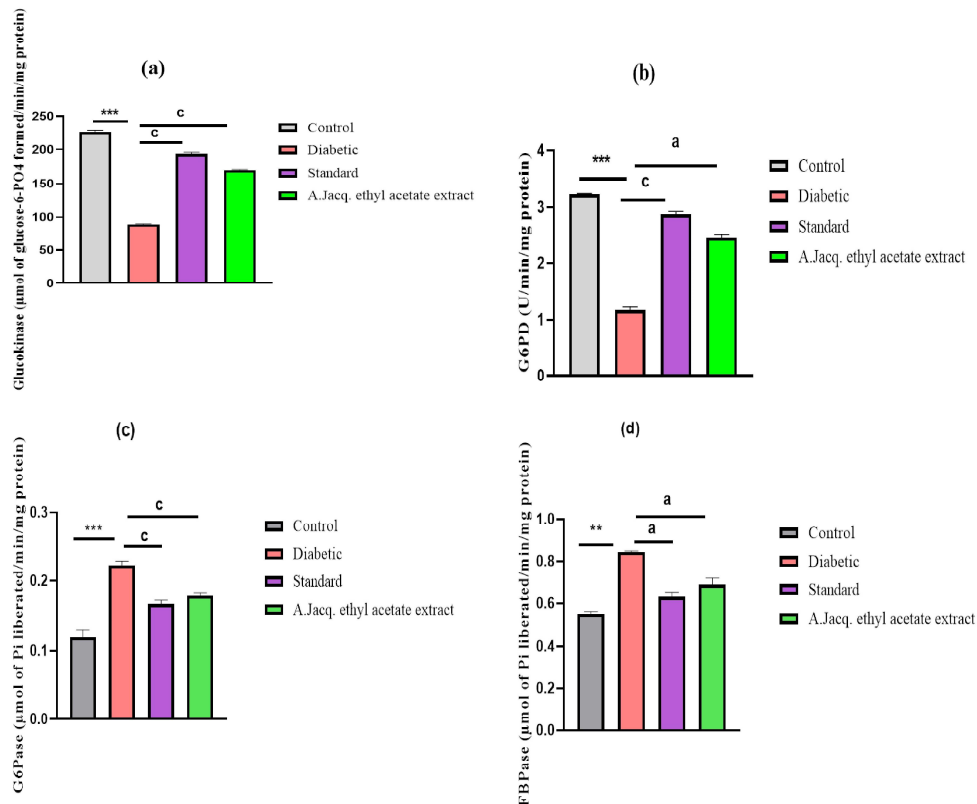 (a)
Glucokinase (µmol of glucose-6-PO4 formed/min/mg protein)
250
200
150
100
50
0
***
c
c
Control
Diabetic
Standard
A.Jacq. ethyl acetate extract
(b)
G6PD (U/min/mg protein)
4
3
2
1
0
***
a
c
Control
Diabetic
Standard
A.Jacq. ethyl acetate extract
(c)
G6Pase (µmol of Pi liberated/min/mg protein)
0.3
0.2
0.1
0.0
***
c
c
Control
Diabetic
Standard
A.Jacq. ethyl acetate extract
(d)
FBPase (µmol of Pi liberated/min/mg protein)
1.0
0.8
0.6
0.4
0.2
0.0
**
a
a
Control
Diabetic
Standard
A.Jacq. ethyl acetate extract